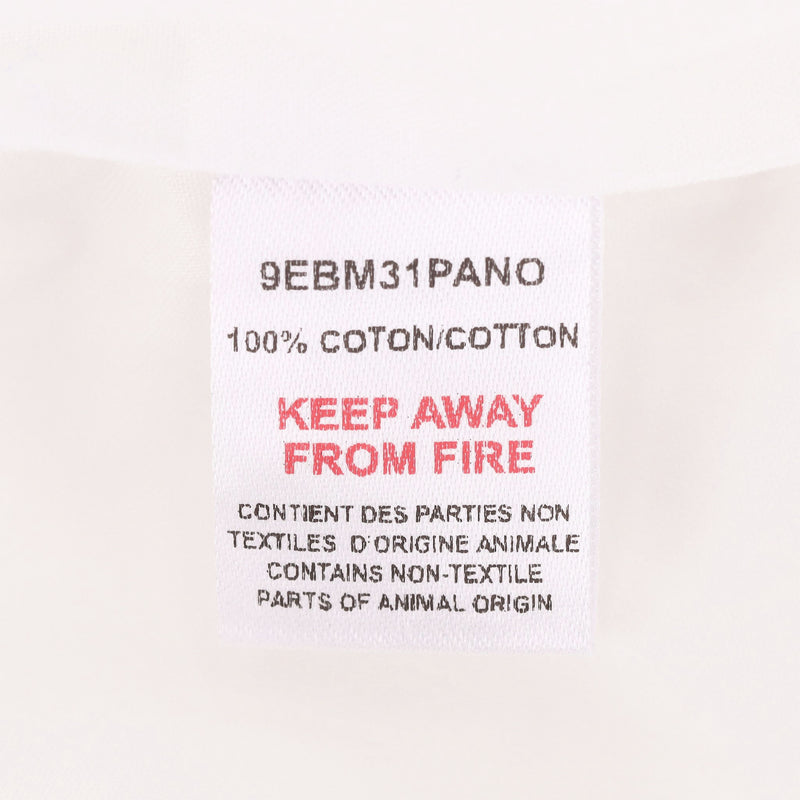 9EBM31PANO
100% COTON/COTTON
KEEP AWAY
FROM FIRE
CONTIENT DES PARTIES NON
TEXTILES D'ORIGINE ANIMALE
CONTAINS NON-TEXTILE
PARTS OF ANIMAL ORIGIN